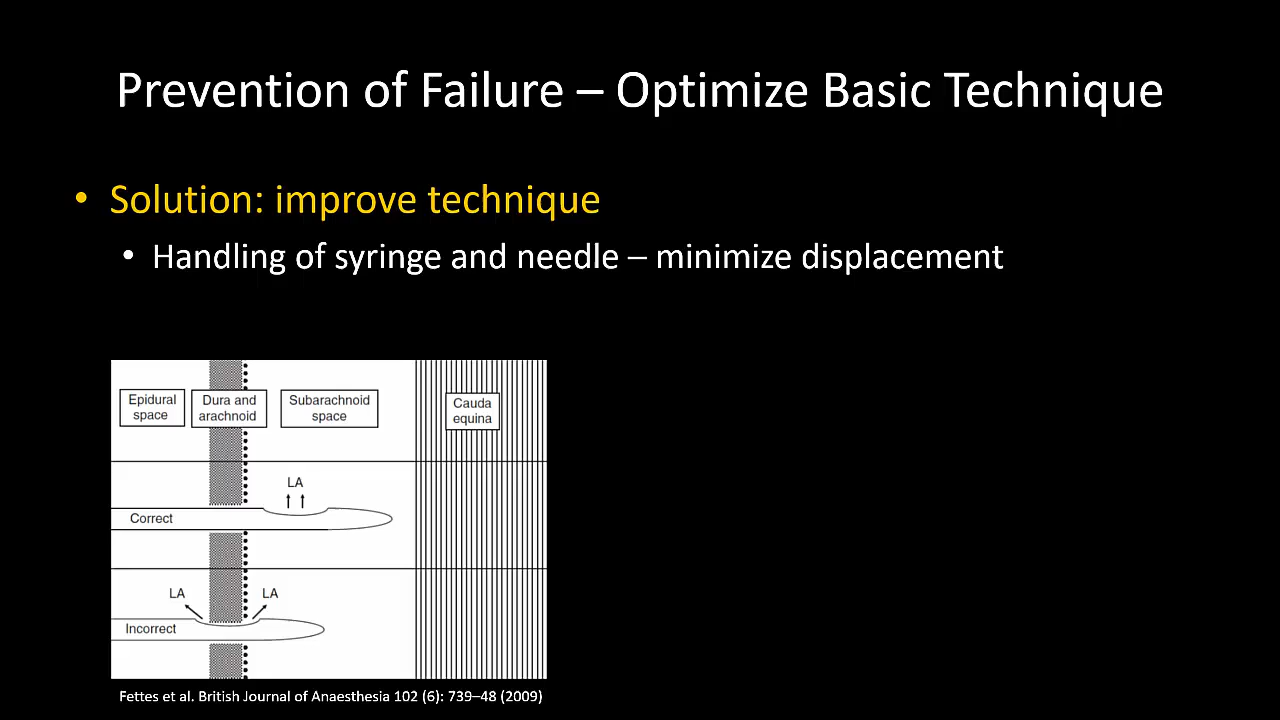 Prevention of Failure – Optimize Basic Technique
• Solution: improve technique
• Handling of syringe and needle – minimize displacement
Epidural
space
Dura and
arachnoid
Subarachnoid
space
Cauda
equina
LA
Correct
LA
LA
Incorrect
Fettes et al. British Journal of Anaesthesia 102 (6): 739–48 (2009)